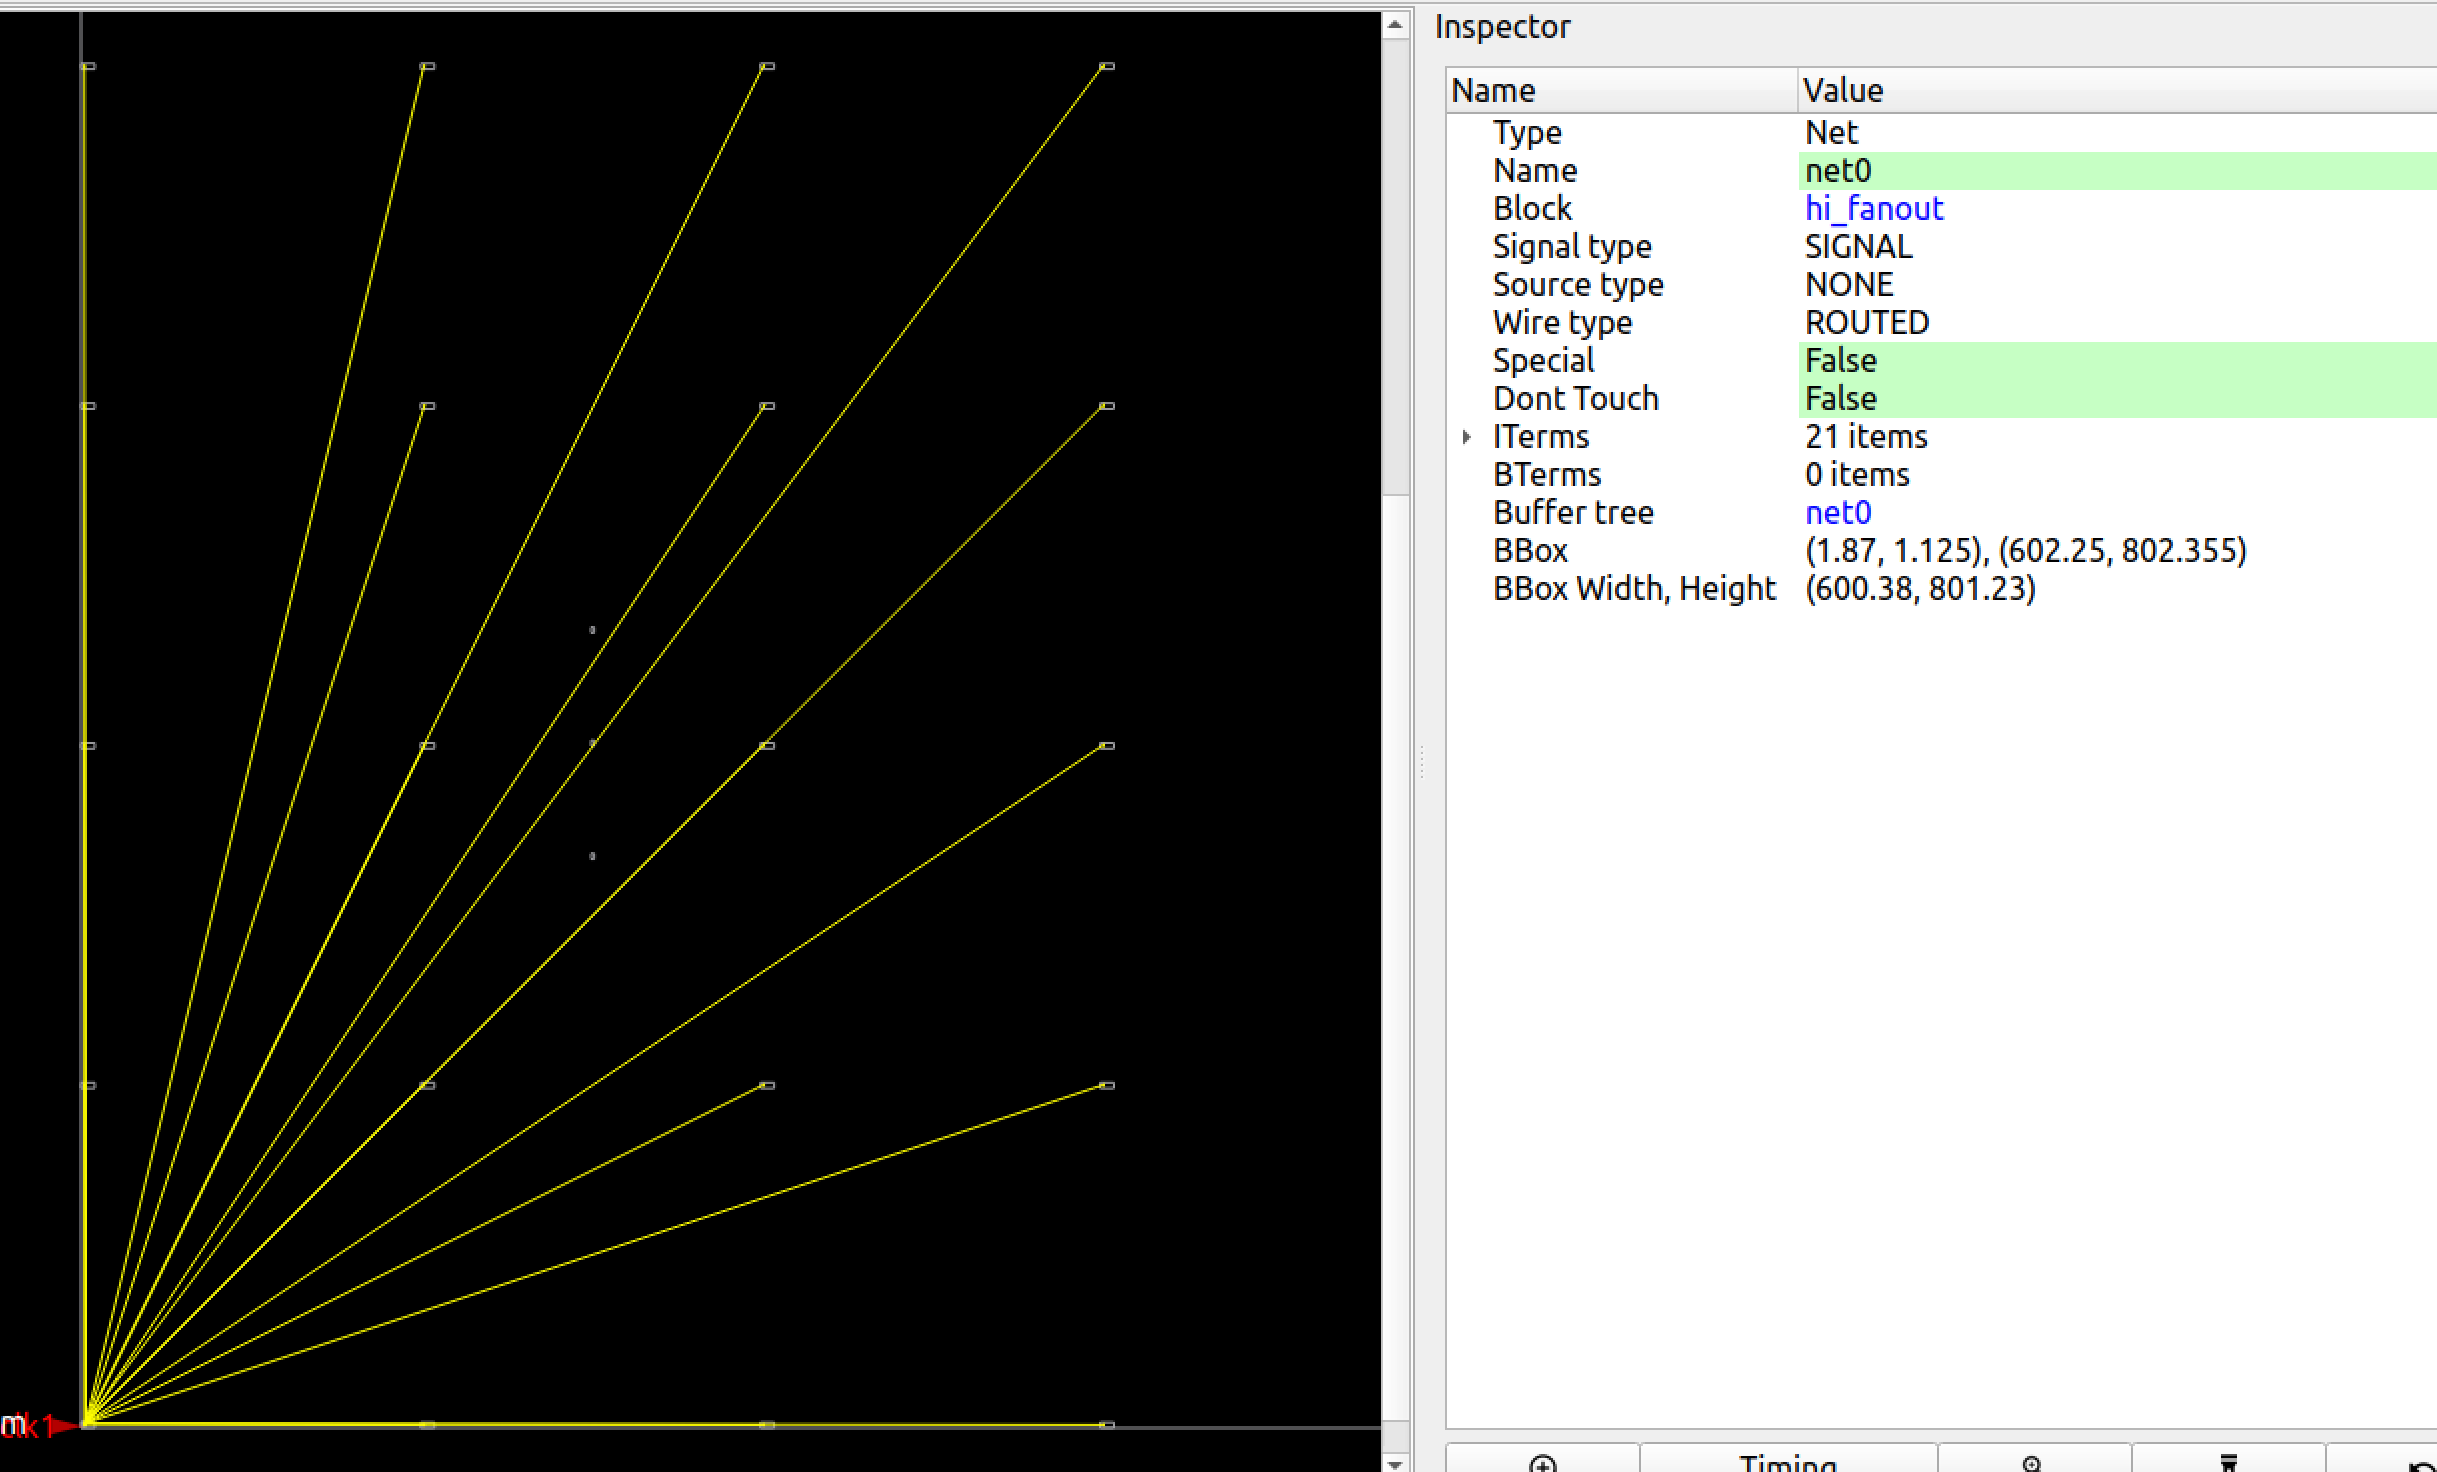 Inspector
Name Value
Type Net
Name net0
Block hi_fanout
Signal type SIGNAL
Source type NONE
Wire type ROUTED
Special False
Dont Touch False
ITerms 21 items
BTerms 0 items
Buffer tree net0
BBox (1.87, 1.125), (602.25, 802.355)
BBox Width, Height (600.38, 801.23)
Timing